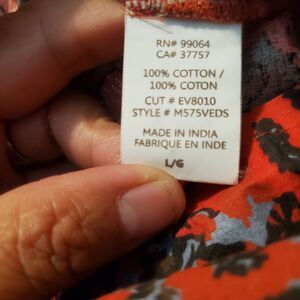 RN# 99064
CA# 37757
100% COTTON /
100% COTON
CUT # EV8010
STYLE # M575VEDS
MADE IN INDIA
FABRIQUE EN INDE
L/G